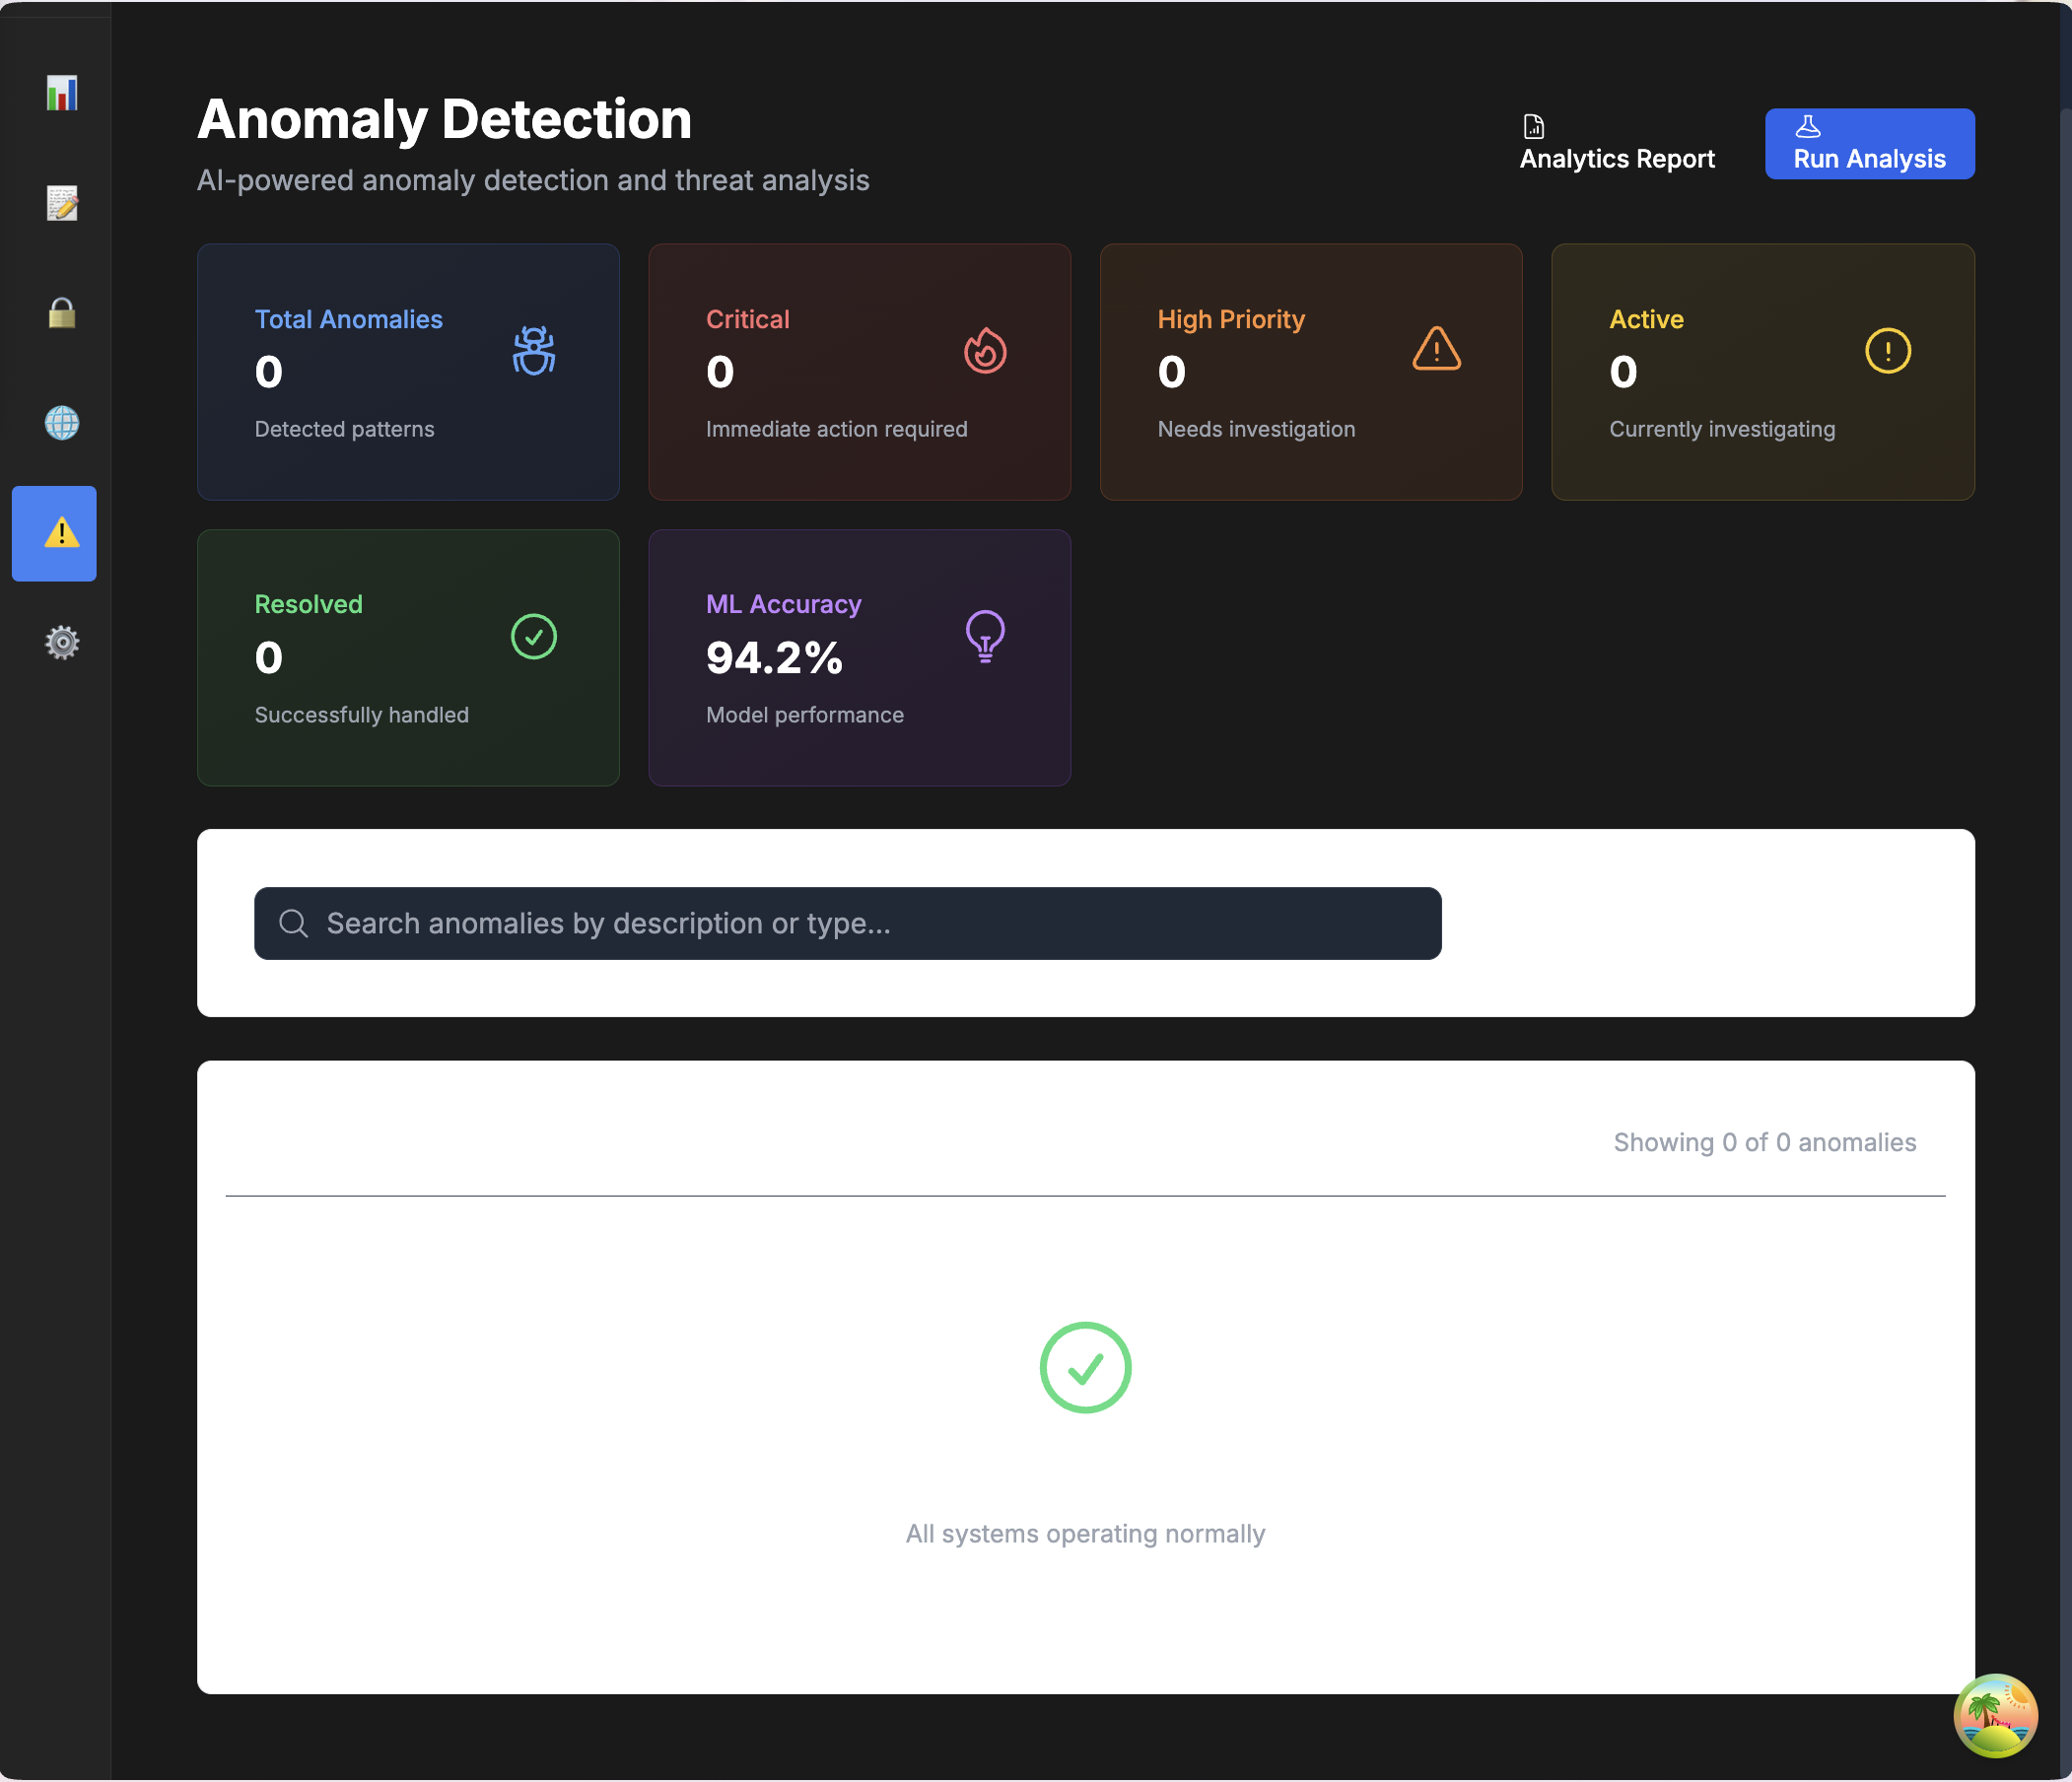 Anomaly Detection
AI-powered anomaly detection and threat analysis
Analytics Report
Run Analysis
Total Anomalies
0
Detected patterns
Critical
0
Immediate action required
High Priority
0
Needs investigation
Active
0
Currently investigating
Resolved
0
Successfully handled
ML Accuracy
94.2%
Model performance
Search anomalies by description or type...
Showing 0 of 0 anomalies
All systems operating normally